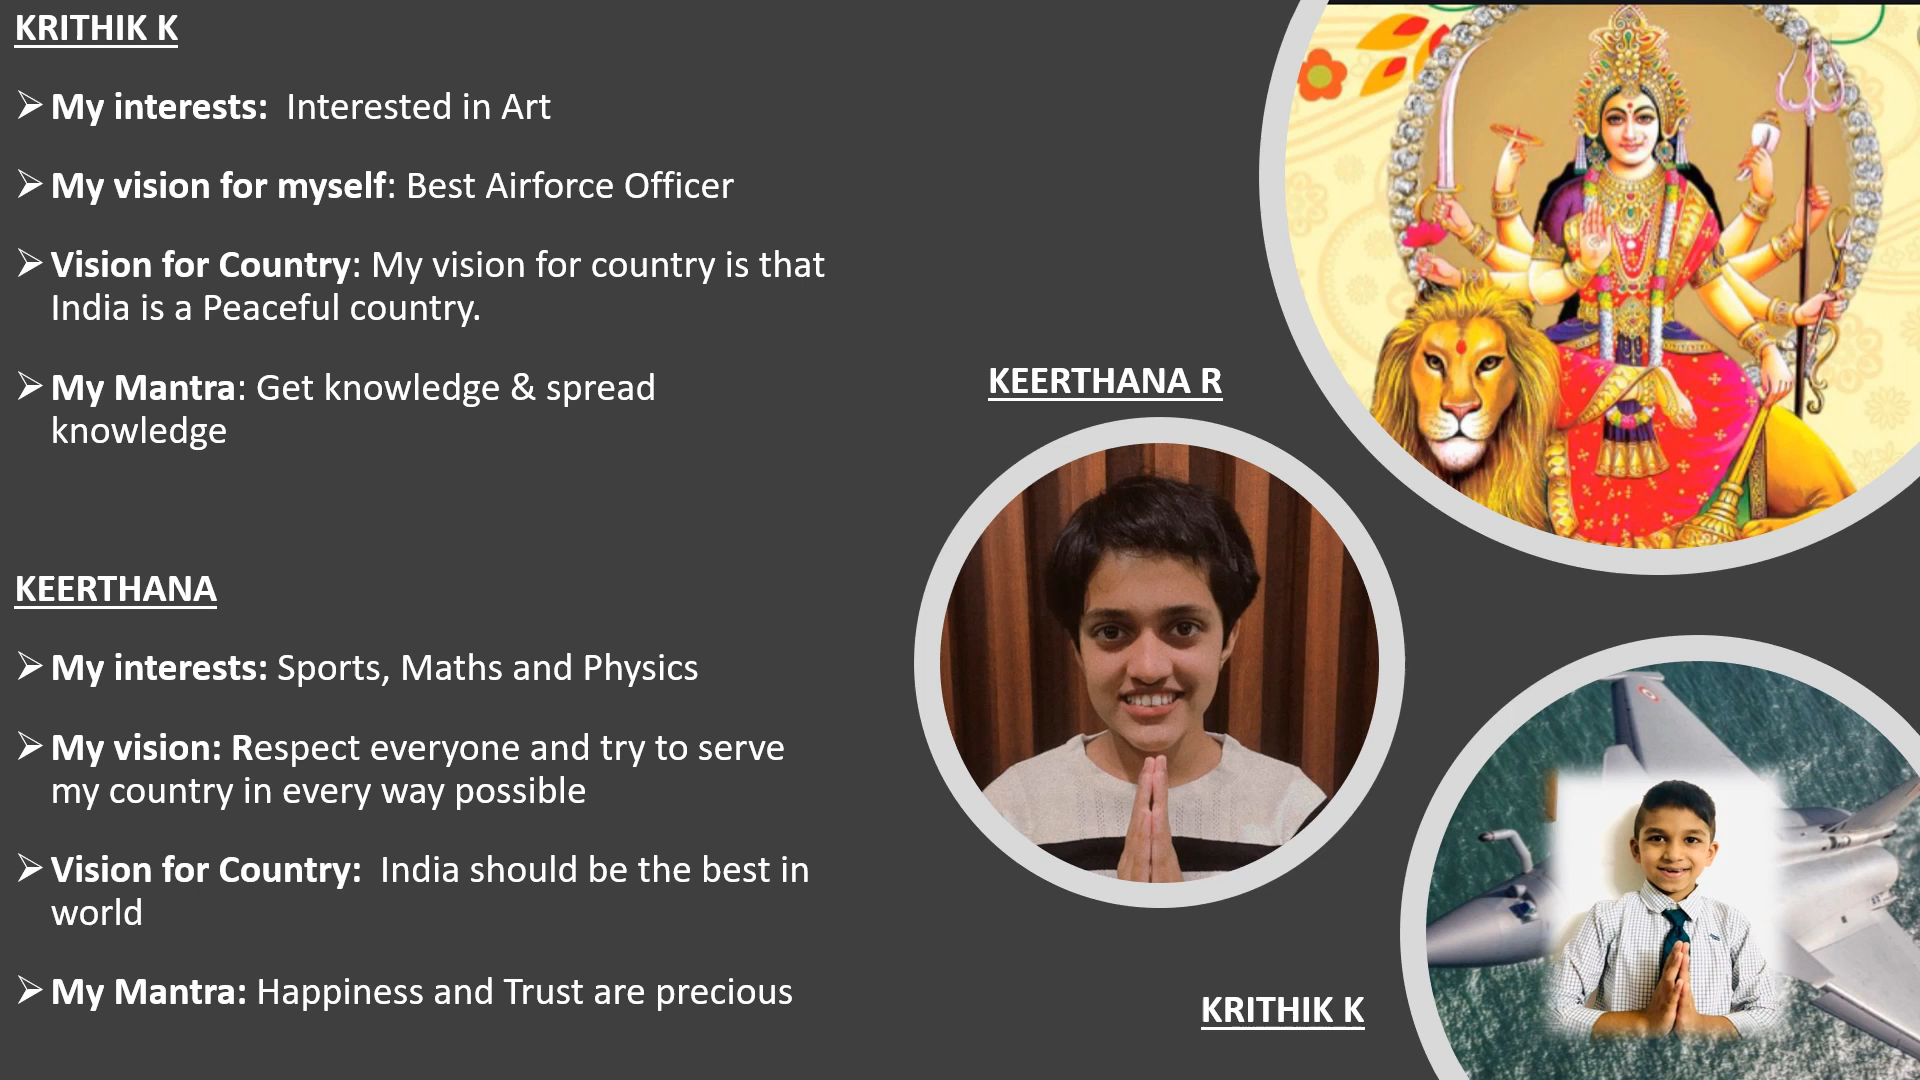 KRITHIK K
My interests:  Interested in Art
My vision for myself: Best Airforce Officer
Vision for Country: My vision for country is that
India is a Peaceful country.
My Mantra: Get knowledge & spread
knowledge
KEERTHANA
My interests: Sports, Maths and Physics
My vision: Respect everyone and try to serve
my country in every way possible
Vision for Country:  India should be the best in
world
My Mantra: Happiness and Trust are precious
KEERTHANA R
KRITHIK K